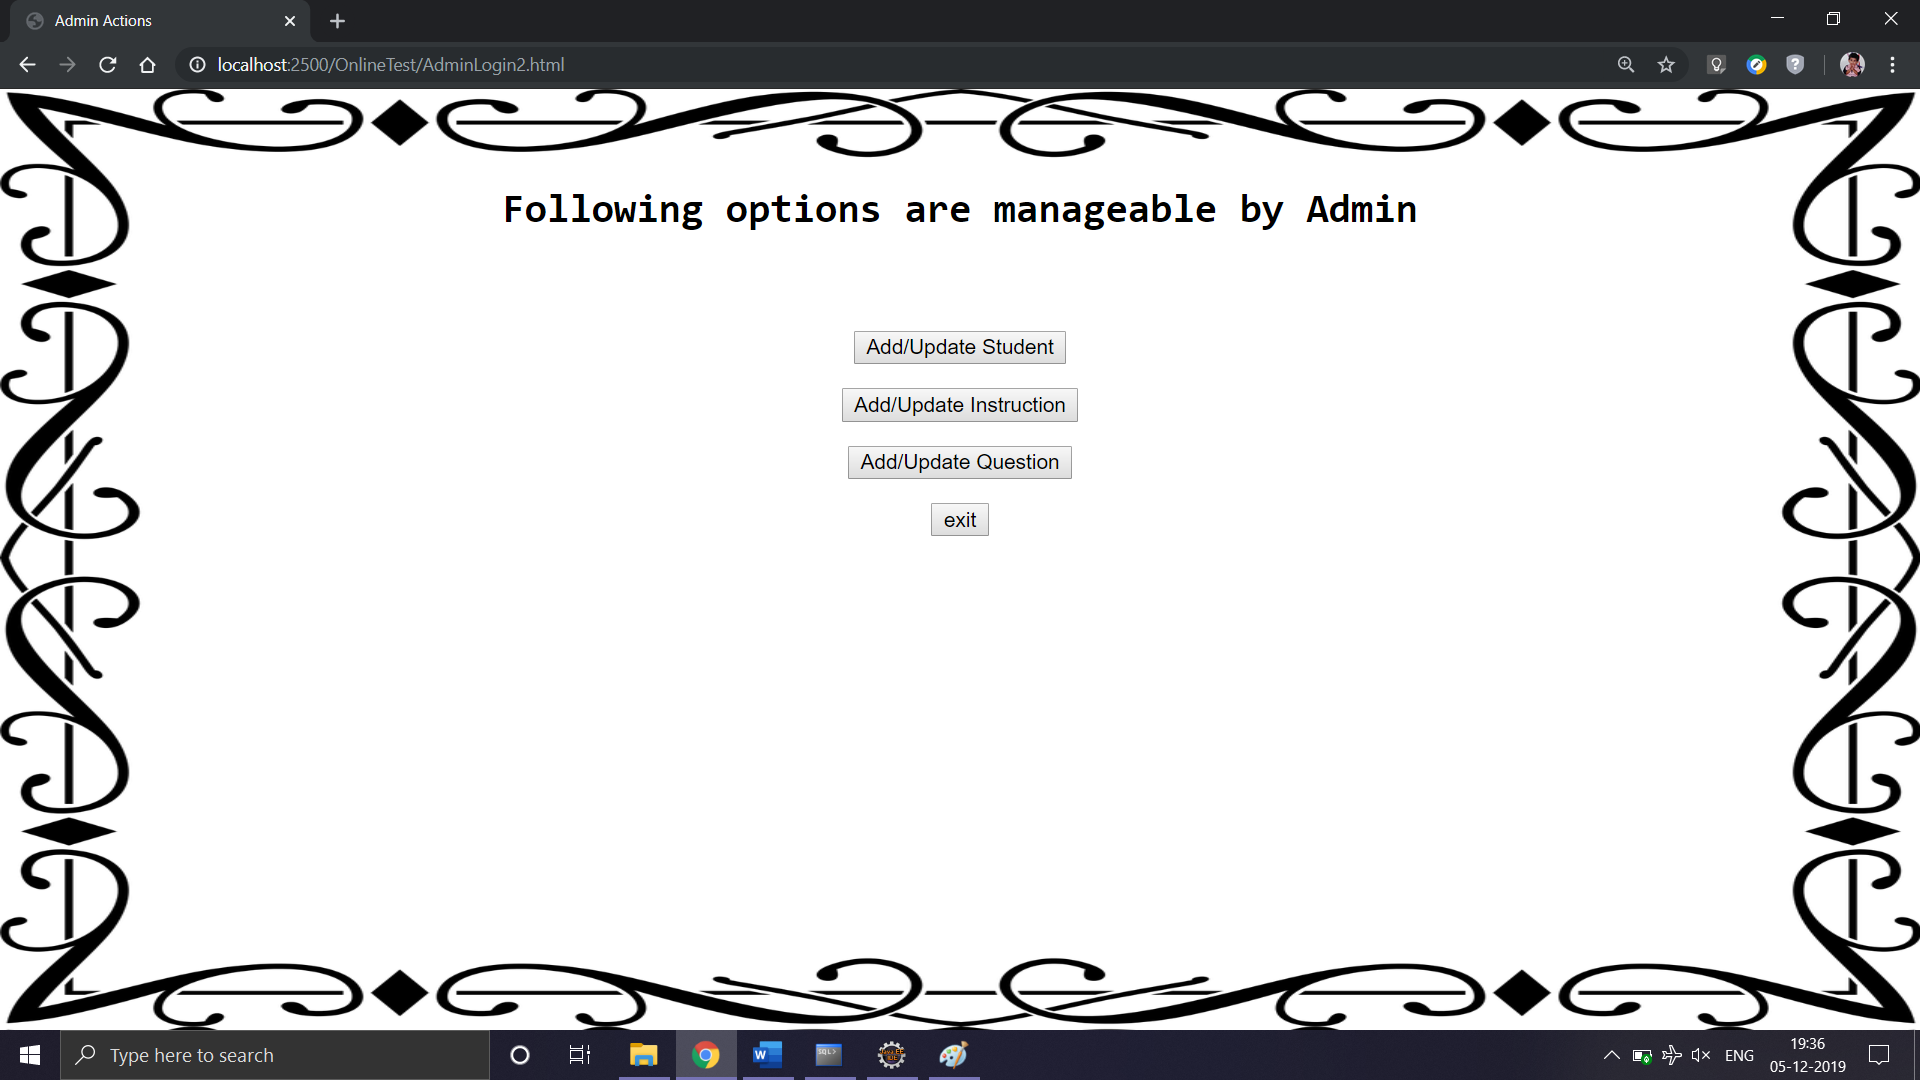 Admin Actions
localhost:2500/OnlineTest/AdminLogin2.html
Following options are manageable by Admin
Add/Update Student
Add/Update Instruction
Add/Update Question
exit
Type here to search
SQL>
ENG
19:36
05-12-2019